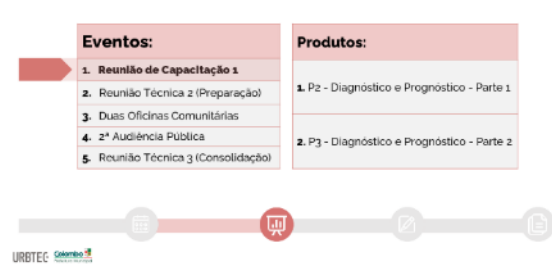 Eventos:
1. Reunião de Capacitação 1
2. Reunião Técnica 2 (Preparação)
3. Duas Oficinas Comunitárias
4. 2ª Audiência Pública
5. Reunião Técnica 3 (Consolidação)
Produtos:
1. P2 - Diagnóstico e Prognóstico - Parte 1
2. P3 - Diagnóstico e Prognóstico - Parte 2
URBTEC Colombo